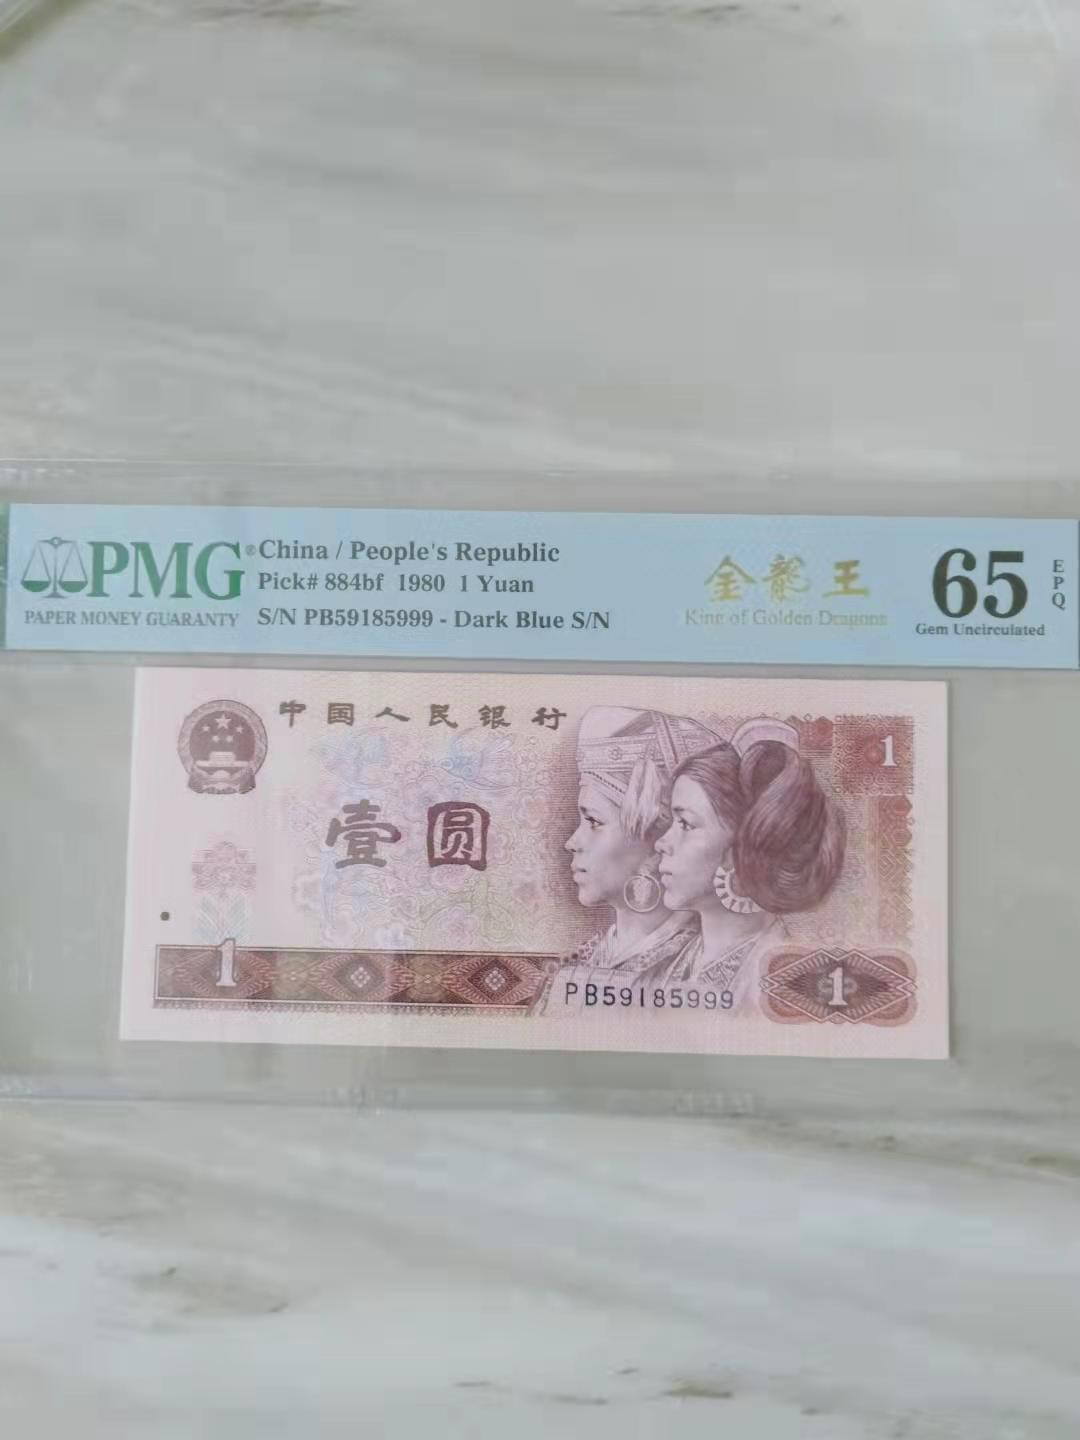 PMG®
PAPER MONEY GUARANTY
China / People's Republic
Pick# 884bf 1980 1 Yuan
S/N PB59185999 - Dark Blue S/N
金龍王
King of Golden Dragons
65
EPQ
Gem Uncirculated
中国人民银行
1
壹圆
1
PB59185999
1